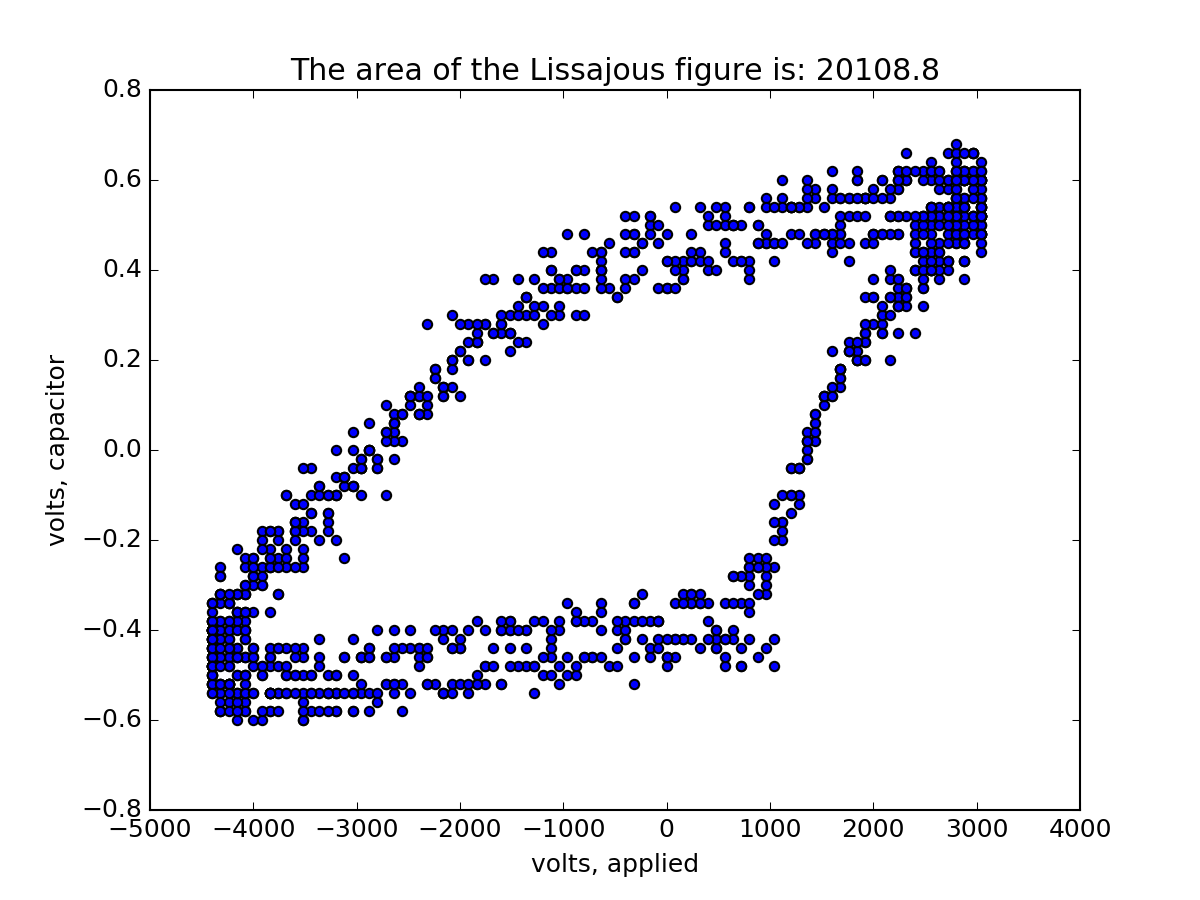 The area of the Lissajous figure is: 20108.8
0.8
0.6
0.4
0.2
0.0
−0.2
−0.4
−0.6
−0.8
volts, capacitor
−5000 −4000 −3000 −2000 −1000 0 1000 2000 3000 4000
volts, applied